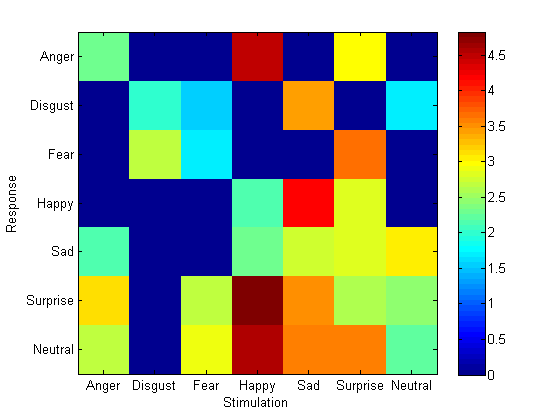 Response
Anger
Disgust
Fear
Happy
Sad
Surprise
Neutral
Anger Disgust Fear Happy Sad Surprise Neutral
Stimulation
4.5
4
3.5
3
2.5
2
1.5
1
0.5
0